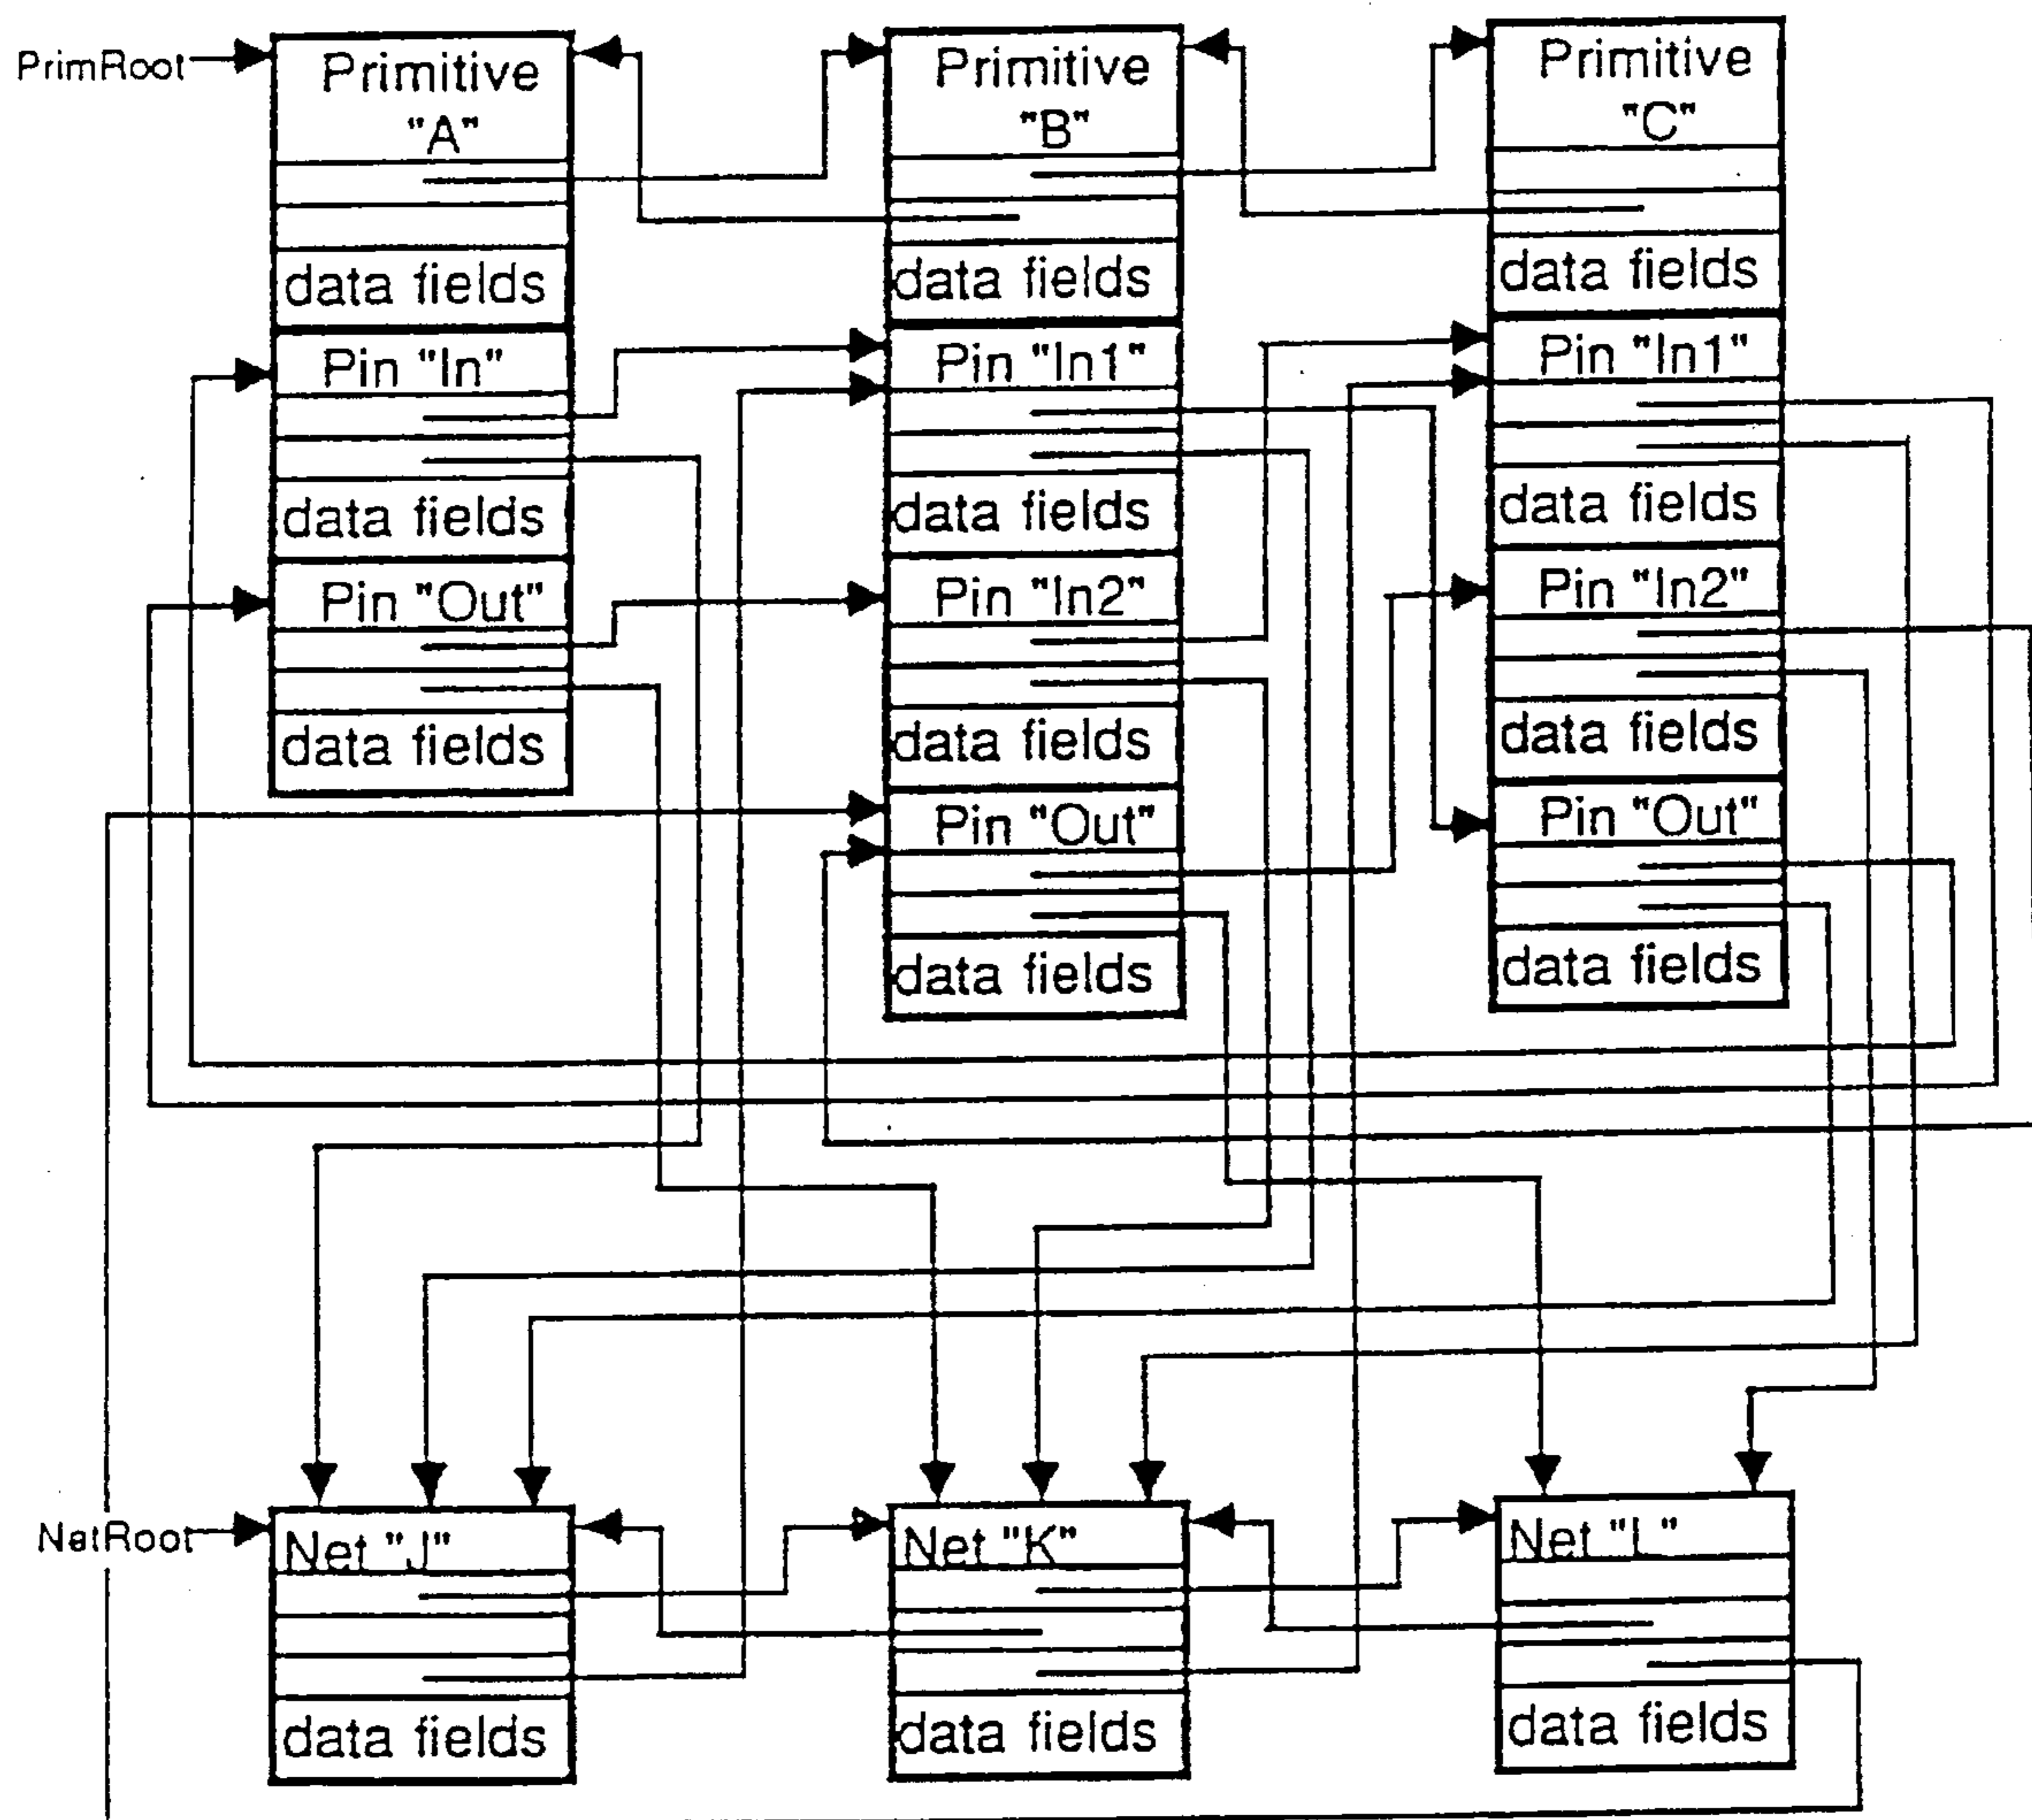 PrimRoot
Primitive
"A"
data fields
Pin "In"
data fields
Pin "Out"
data fields
Primitive
"B"
data fields
Pin "In1"
data fields
Pin "In2"
data fields
Pin "Out"
data fields
Primitive
"C"
data fields
Pin "In1"
data fields
Pin "In2"
data fields
Pin "Out"
data fields
NetRoot
Net "J"
data fields
Net "K"
data fields
Net "L"
data fields